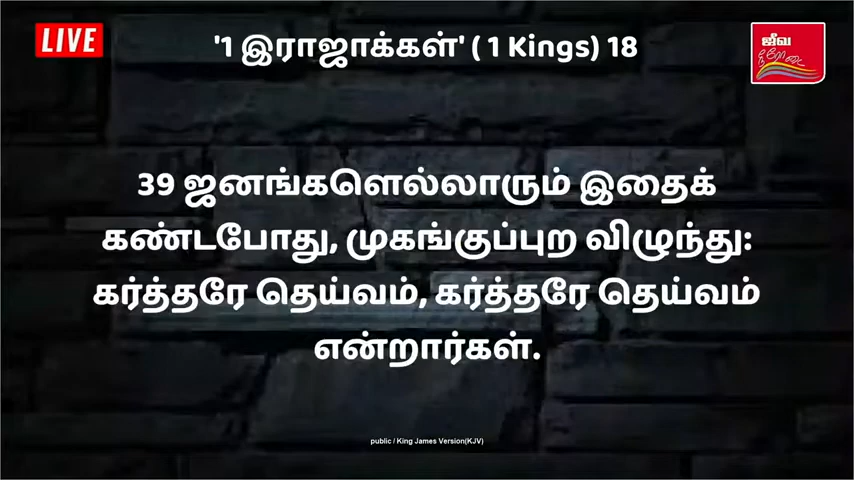 LIVE
'1 இராஜாக்கள்' ( 1 Kings) 18
ஜீவ
நீரோடை
39 ஜனங்களெல்லாரும் இதைக்
கண்டபோது, முகங்குப்புற விழுந்து:
கர்த்தரே தெய்வம், கர்த்தரே தெய்வம்
என்றார்கள்.
public / King James Version(KJV)